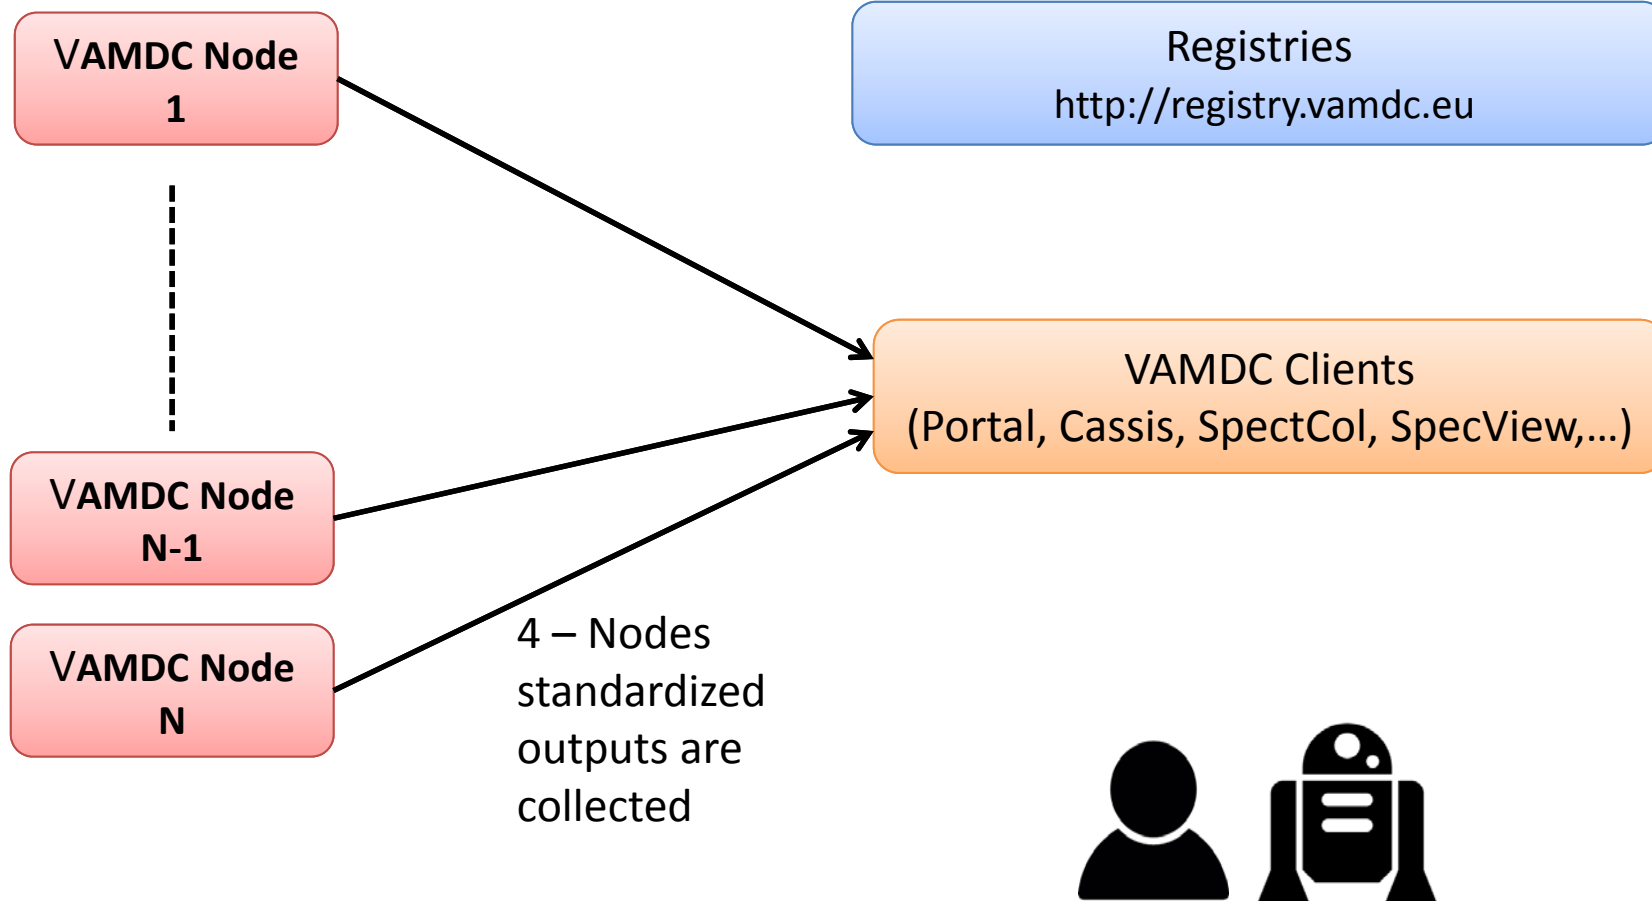 VAMDC Node
1
Registries
http://registry.vamdc.eu
VAMDC Clients
(Portal, Cassis, SpectCol, SpecView,...)
VAMDC Node
N-1
VAMDC Node
N
4 – Nodes
standardized
outputs are
collected